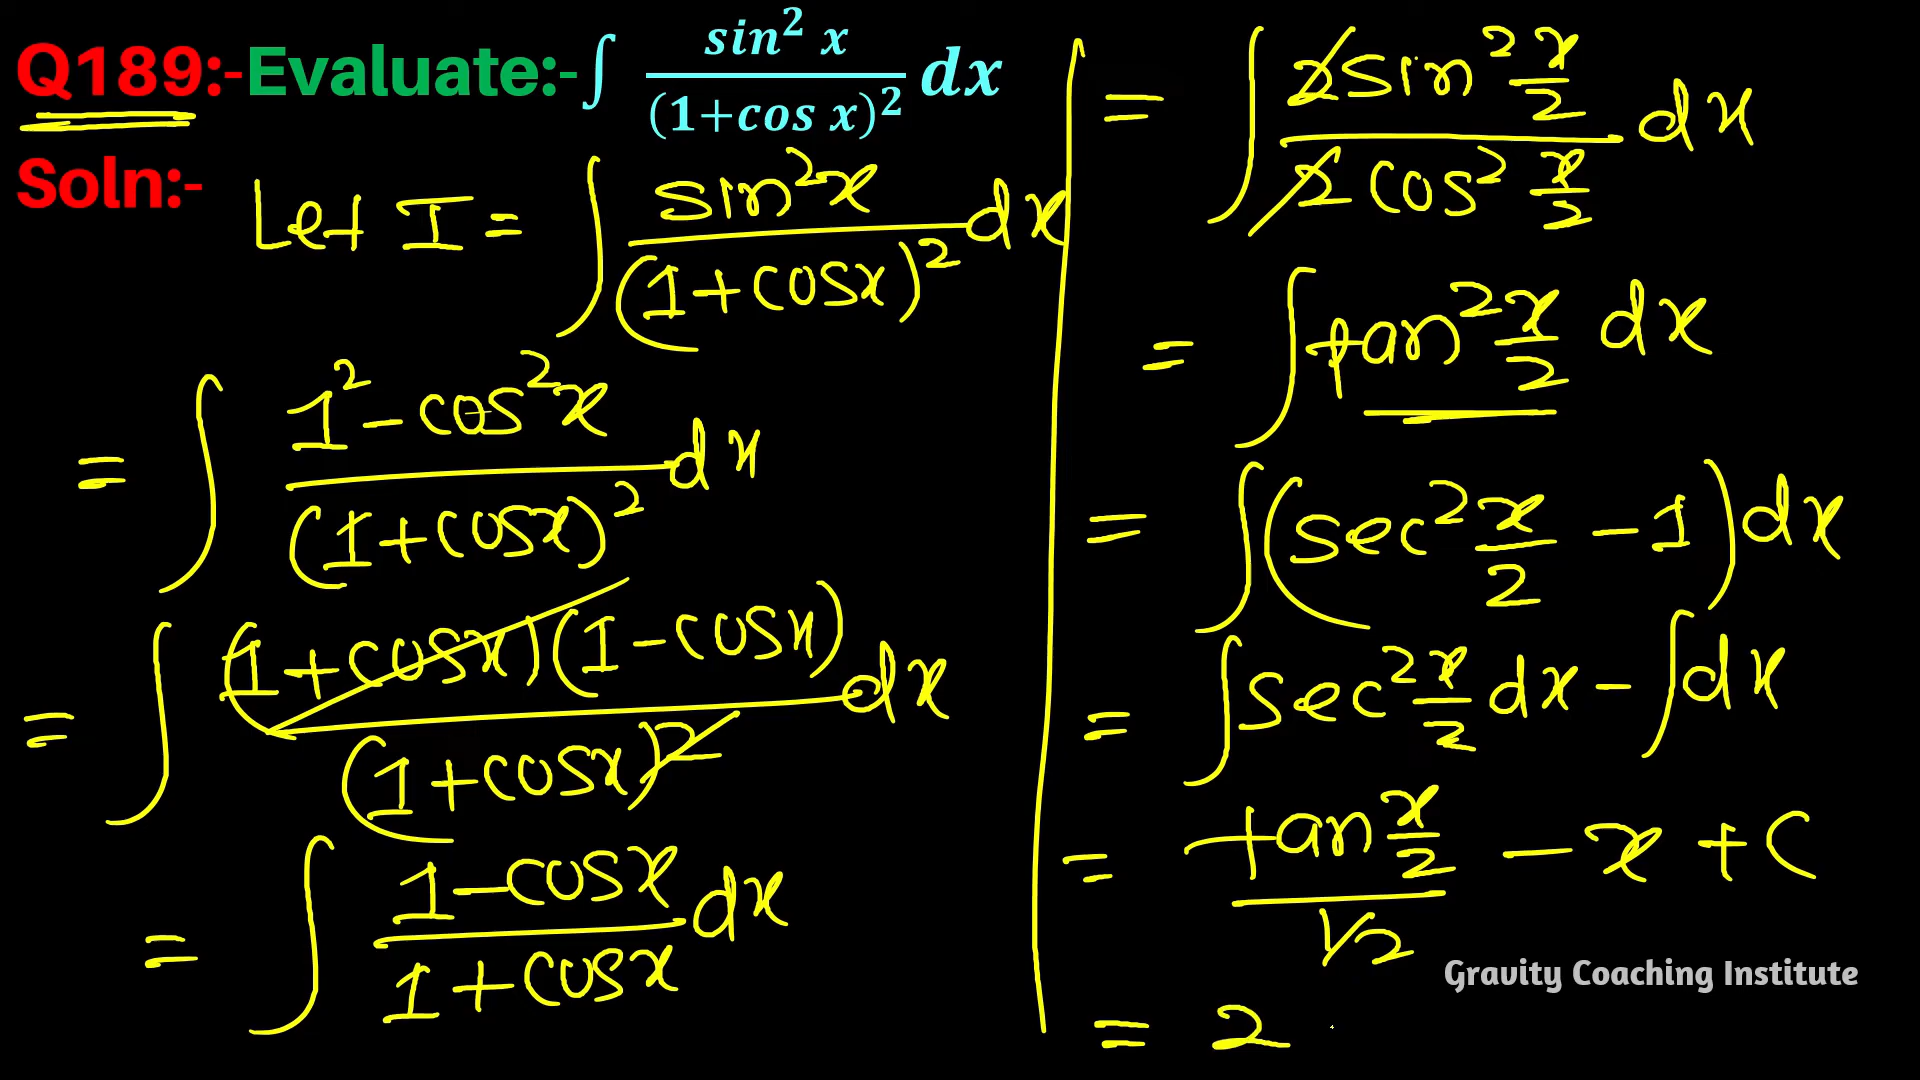 Q189:-Evaluate:-∫ sin² x / (1+cos x)² dx
Soln:- Let I = ∫ sin²x / (1+cosx)² dx
= ∫ 1²-cos²x / (1+cosx)² dx
= ∫ (1+cosx)(1-cosx) / (1+cosx)² dx
= ∫ 1-cosx / 1+cosx dx
= ∫ 2sin² x/2 / 2cos² x/2 dx
= ∫ tan² x/2 dx
= ∫ (sec² x/2 - 1) dx
= ∫ sec² x/2 dx - ∫ dx
= tan x/2 / 1/2 - x + C
Gravity Coaching Institute
= 2